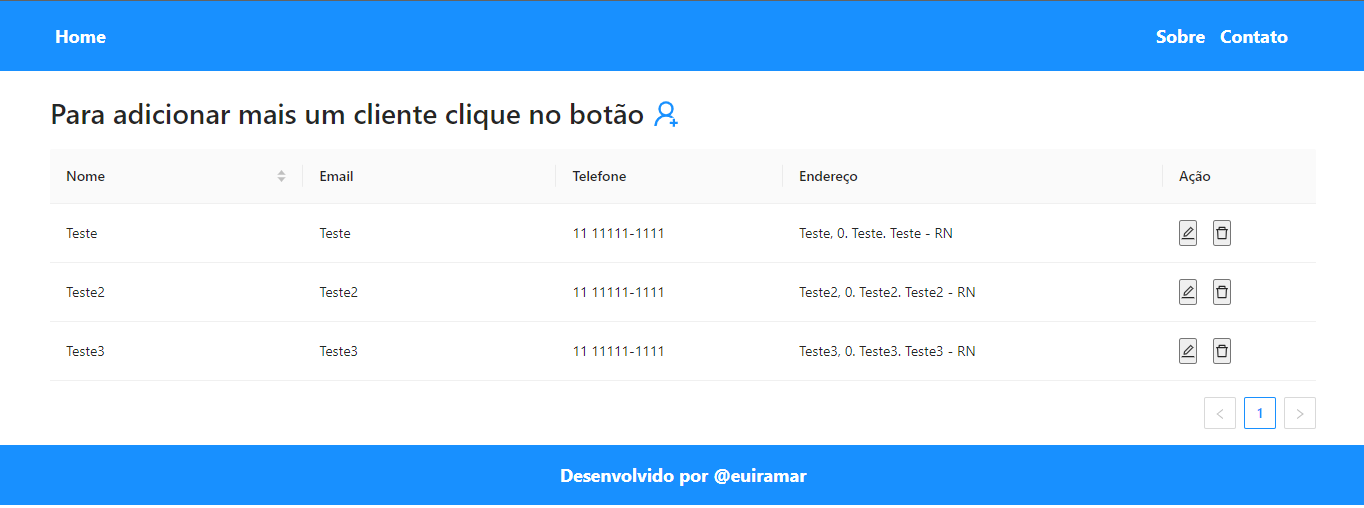 Home Sobre Contato
Para adicionar mais um cliente clique no botão
Nome Email Telefone Endereço Ação
Teste Teste 11 11111-1111 Teste, 0. Teste. Teste - RN
Teste2 Teste2 11 11111-1111 Teste2, 0. Teste2. Teste2 - RN
Teste3 Teste3 11 11111-1111 Teste3, 0. Teste3. Teste3 - RN
< 1 >
Desenvolvido por @euiramar